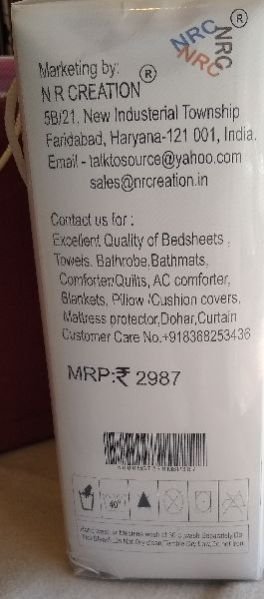 NRC
NRC
NRC
®
Marketing by:
N R CREATION ®
5B/21, New Industerial Township
Faridabad, Haryana-121 001, India.
Email - talktosource@yahoo.com
sales@nrcreation.in
Contact us for :
Excellent Quality of Bedsheets ,
Towels, Bathrobe,Bathmats,
Comforter/Quilts, AC comforter,
Blankets, Pillow /Cushion covers,
Mattress protector,Dohar,Curtain
Customer Care No.+918368253436
MRP:₹ 2987
40°